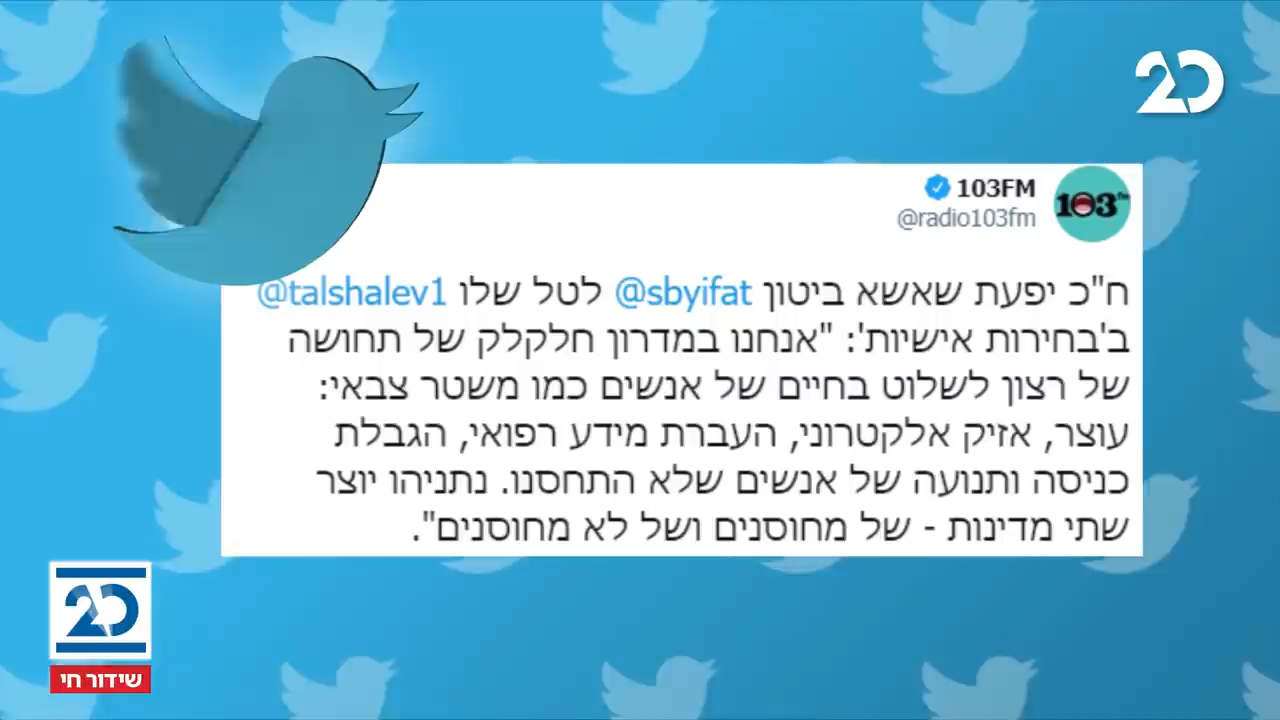 20
103FM
@radio103fm
103fm
ח"כ יפעת שאשא ביטון @sbyifat לטל שלו @talshalev1
ב'בחירות אישיות': "אנחנו במדרון חלקלק של תחושה
של רצון לשלוט בחיים של אנשים כמו משטר צבאי:
עוצר, אזיק אלקטרוני, העברת מידע רפואי, הגבלת
כניסה ותנועה של אנשים שלא התחסנו. נתניהו יוצר
שתי מדינות - של מחוסנים ושל לא מחוסנים".
20
שידור חי